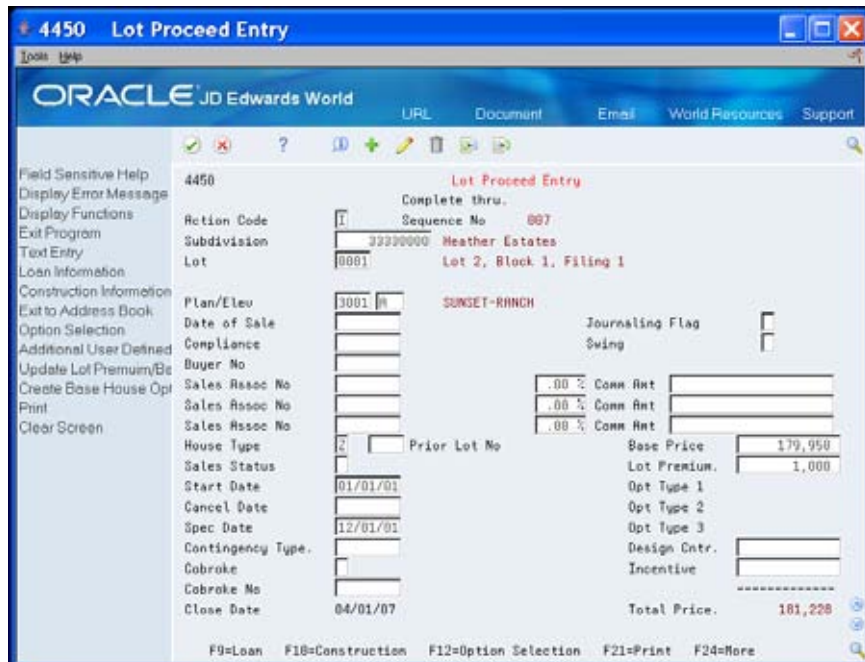 4450 Lot Proceed Entry
Tools Help
ORACLE JD Edwards World
URL Document Email World Resources Support
Field Sensitive Help
Display Error Message
Display Functions
Exit Program
Text Entry
Loan Information
Construction Information
Exit to Address Book
Option Selection
Additional User Defined
Update Lot Premuim/Be
Create Base House Opt
Print
Clear Screen
4450 Lot Proceed Entry
Complete thru.
Action Code I Sequence No 007
Subdivision 33330000 Heather Estates
Lot 0001 Lot 2, Block 1, Filing 1
Plan/Elev 3001 A SUNSET-RANCH
Date of Sale Journaling Flag
Compliance Swing
Buyer No
Sales Assoc No .00 % Comm Amt
Sales Assoc No .00 % Comm Amt
Sales Assoc No .00 % Comm Amt
House Type Z Prior Lot No Base Price 179,950
Sales Status Lot Premium. 1,000
Start Date 01/01/01 Opt Type 1
Cancel Date Opt Type 2
Spec Date 12/01/01 Opt Type 3
Contingency Type. Design Cntr.
Cobroke Incentive
Cobroke No -------------
Close Date 04/01/07 Total Price. 181,220
F9=Loan F10=Construction F12=Option Selection F21=Print F24=More